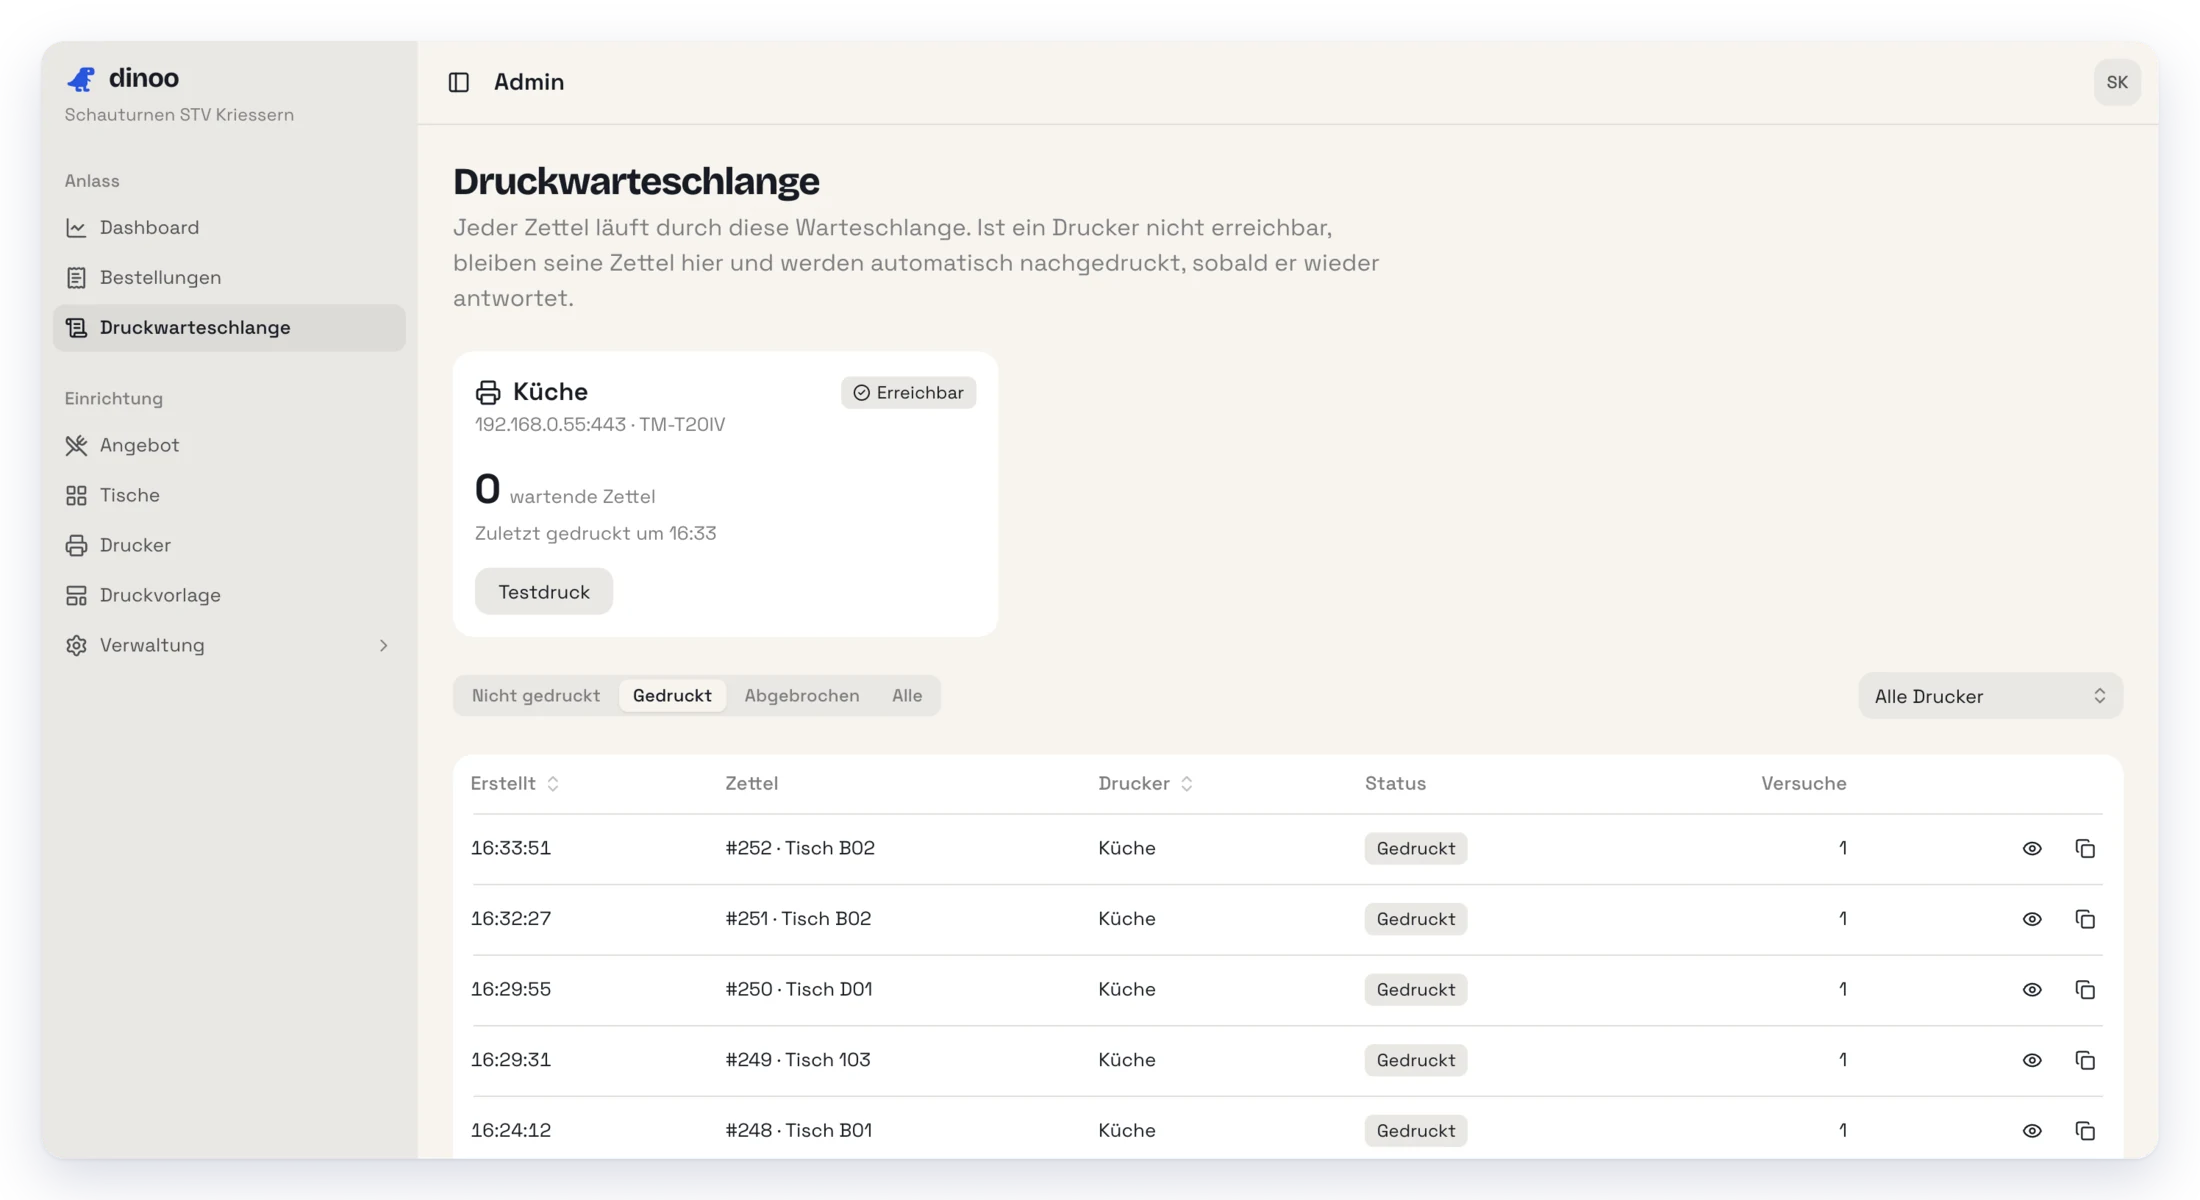 dinoo
Schauturnen STV Kriessern
Anlass
Dashboard
Bestellungen
Druckwarteschlange
Einrichtung
Angebot
Tische
Drucker
Druckvorlage
Verwaltung
Admin
SK
Druckwarteschlange
Jeder Zettel läuft durch diese Warteschlange. Ist ein Drucker nicht erreichbar,
bleiben seine Zettel hier und werden automatisch nachgedruckt, sobald er wieder
antwortet.
Küche
Erreichbar
192.168.0.55:443 · TM-T20IV
0 wartende Zettel
Zuletzt gedruckt um 16:33
Testdruck
Nicht gedruckt Gedruckt Abgebrochen Alle
Alle Drucker
Erstellt Zettel Drucker Status Versuche
16:33:51 #252 · Tisch B02 Küche Gedruckt 1
16:32:27 #251 · Tisch B02 Küche Gedruckt 1
16:29:55 #250 · Tisch D01 Küche Gedruckt 1
16:29:31 #249 · Tisch 103 Küche Gedruckt 1
16:24:12 #248 · Tisch B01 Küche Gedruckt 1